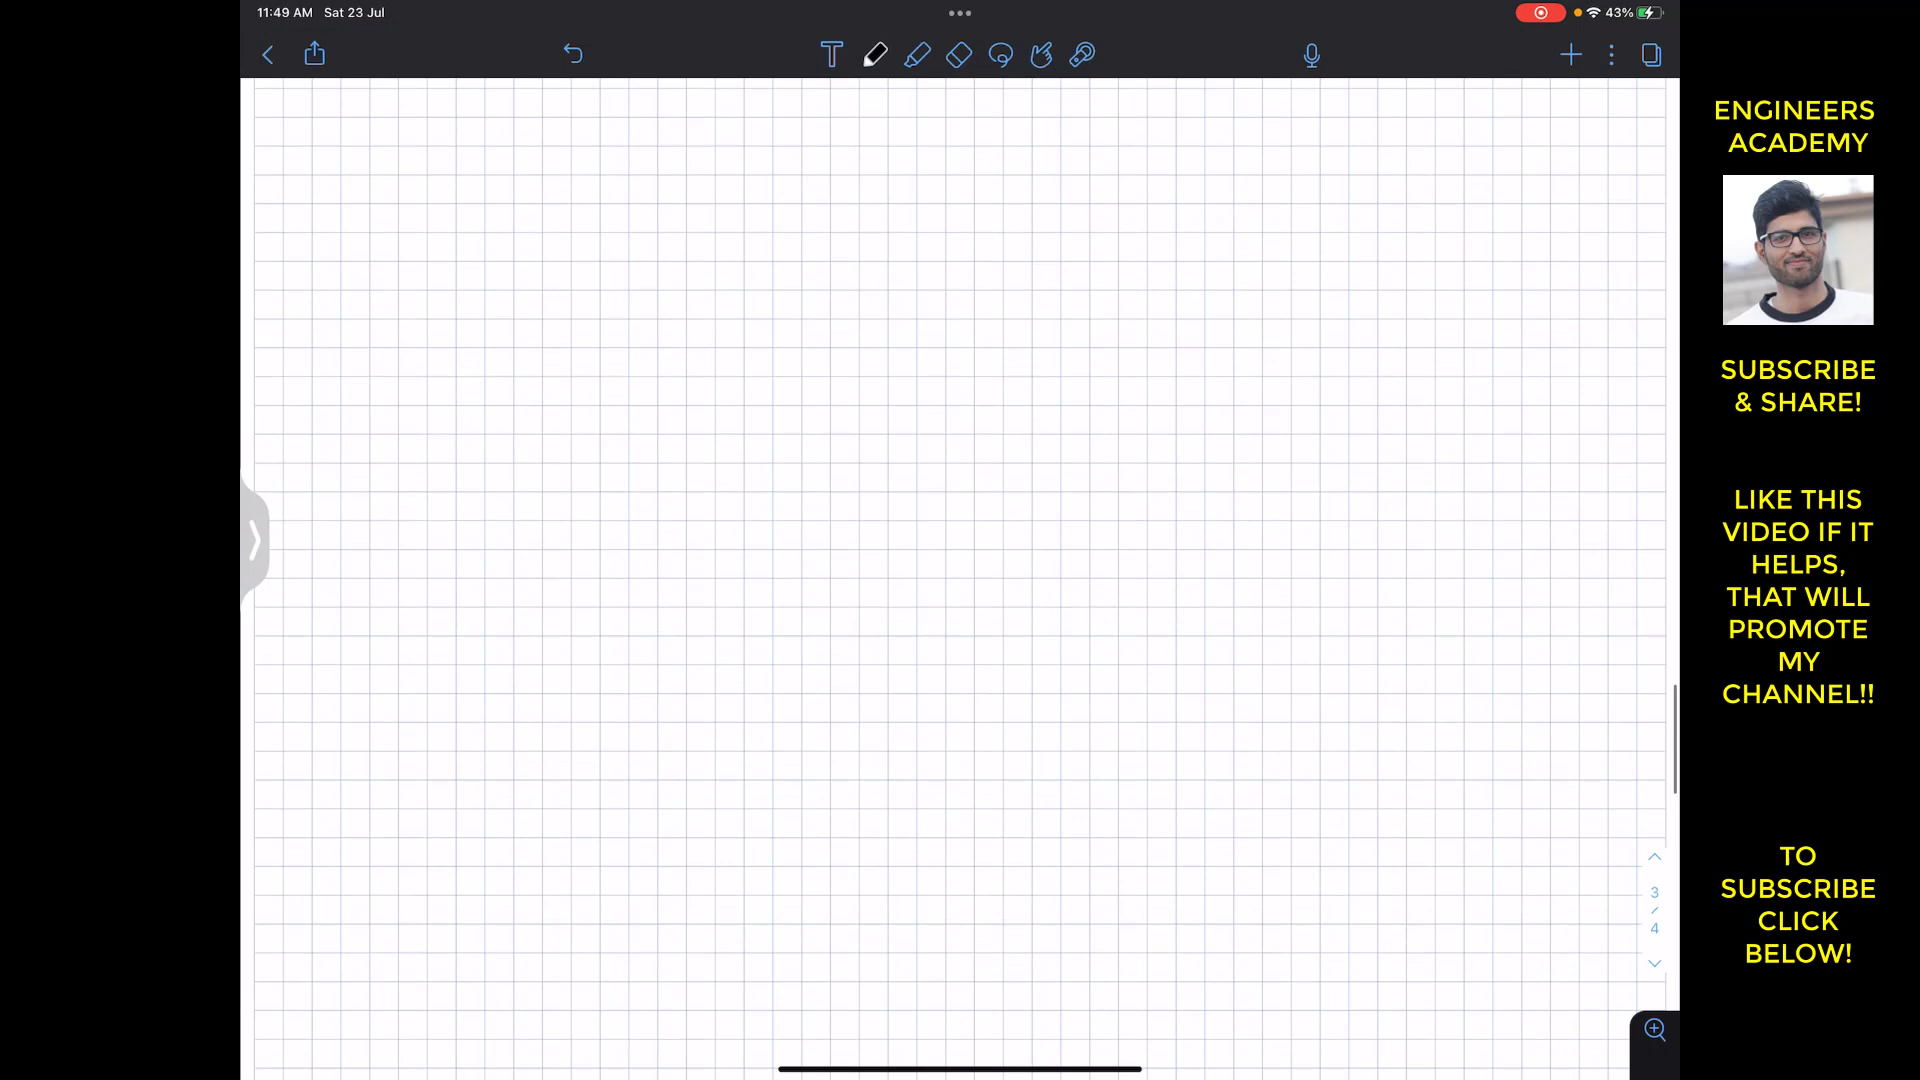 11:49 AM Sat 23 Jul
43%
T
ENGINEERS
ACADEMY
SUBSCRIBE
& SHARE!
LIKE THIS
VIDEO IF IT
HELPS,
THAT WILL
PROMOTE
MY
CHANNEL!!
3
/
4
TO
SUBSCRIBE
CLICK
BELOW!